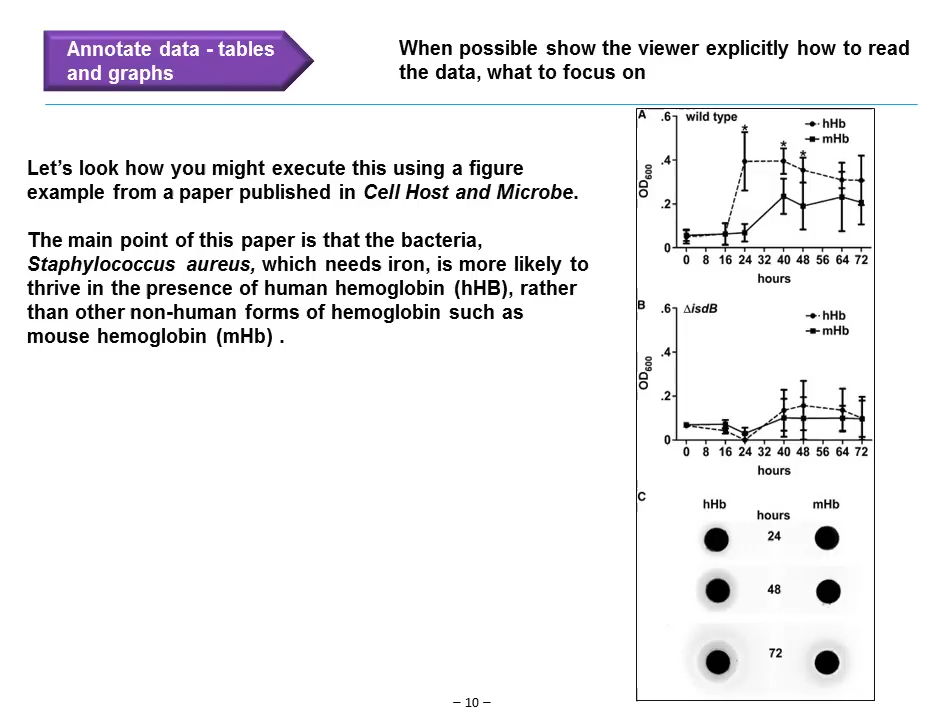 Annotate data - tables
and graphs
When possible show the viewer explicitly how to read
the data, what to focus on
Let’s look how you might execute this using a figure
example from a paper published in Cell Host and Microbe.
The main point of this paper is that the bacteria,
Staphylococcus aureus, which needs iron, is more likely to
thrive in the presence of human hemoglobin (hHB), rather
than other non-human forms of hemoglobin such as
mouse hemoglobin (mHb) .
A
wild type
hHb
mHb
* * *
OD600
.6
.4
.2
0
0 8 16 24 32 40 48 56 64 72
hours
B
ΔisdB
hHb
mHb
OD600
.6
.4
.2
0
0 8 16 24 32 40 48 56 64 72
hours
C
hHb mHb
hours
24
48
72
– 10 –